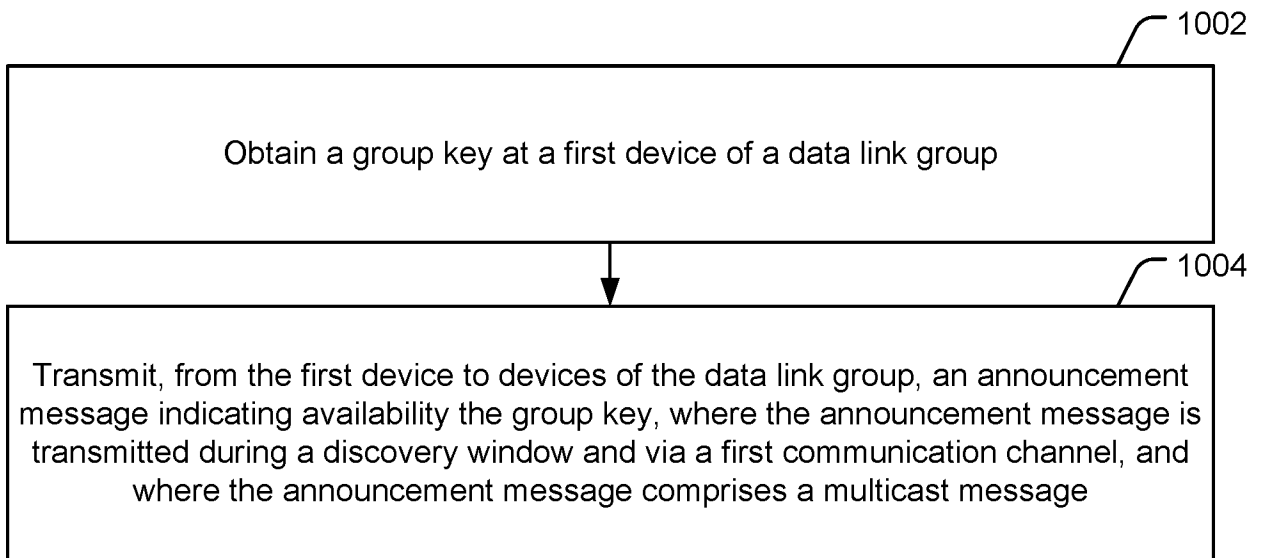 1002
Obtain a group key at a first device of a data link group
1004
Transmit, from the first device to devices of the data link group, an announcement
message indicating availability the group key, where the announcement message is
transmitted during a discovery window and via a first communication channel, and
where the announcement message comprises a multicast message